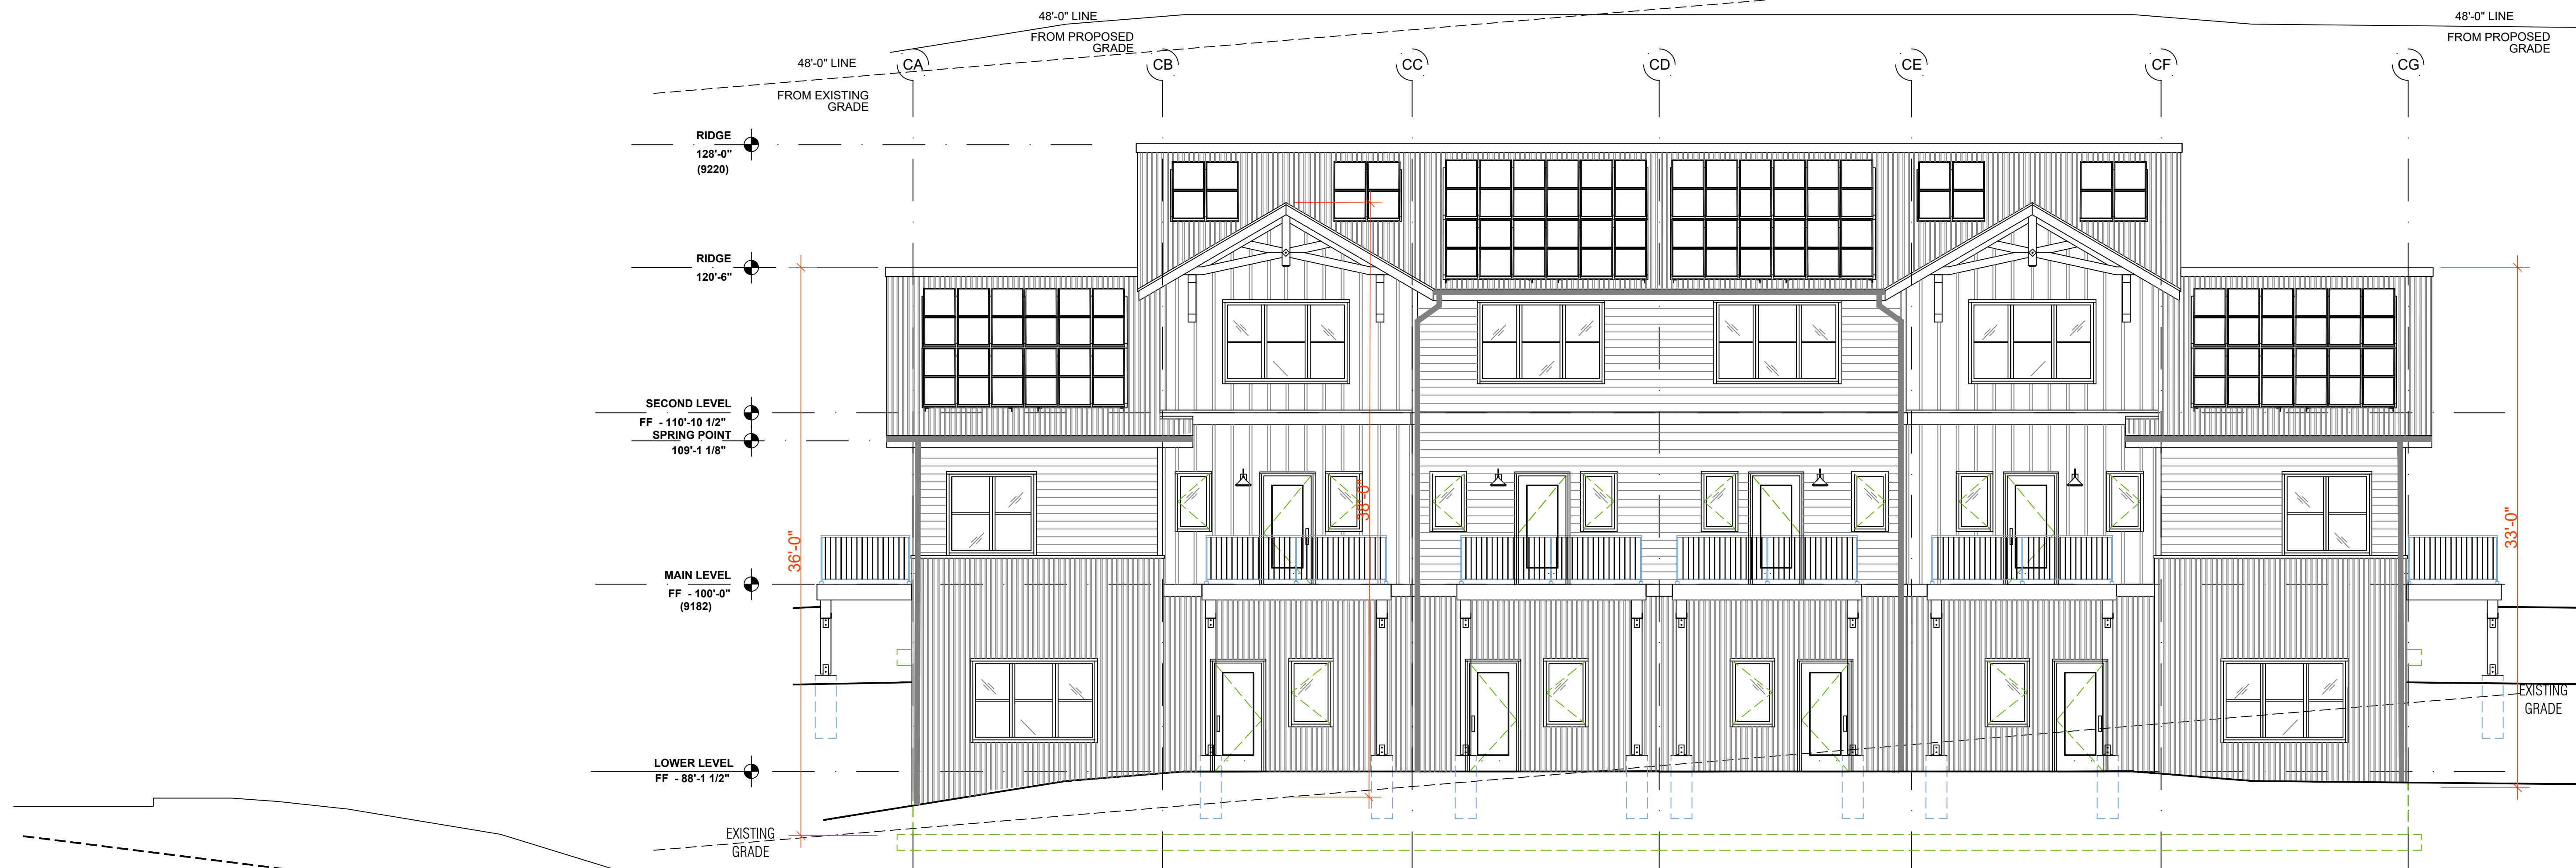 48'-0" LINE
FROM PROPOSED
GRADE
48'-0" LINE
FROM PROPOSED
GRADE
48'-0" LINE
FROM EXISTING
GRADE
CA
CB
CC
CD
CE
CF
CG
RIDGE
128'-0"
(9220)
RIDGE
120'-6"
SECOND LEVEL
FF - 110'-10 1/2"
SPRING POINT
109'-1 1/8"
36'-0"
38'-0"
33'-0"
MAIN LEVEL
FF - 100'-0"
(9182)
EXISTING
GRADE
LOWER LEVEL
FF - 88'-1 1/2"
EXISTING
GRADE